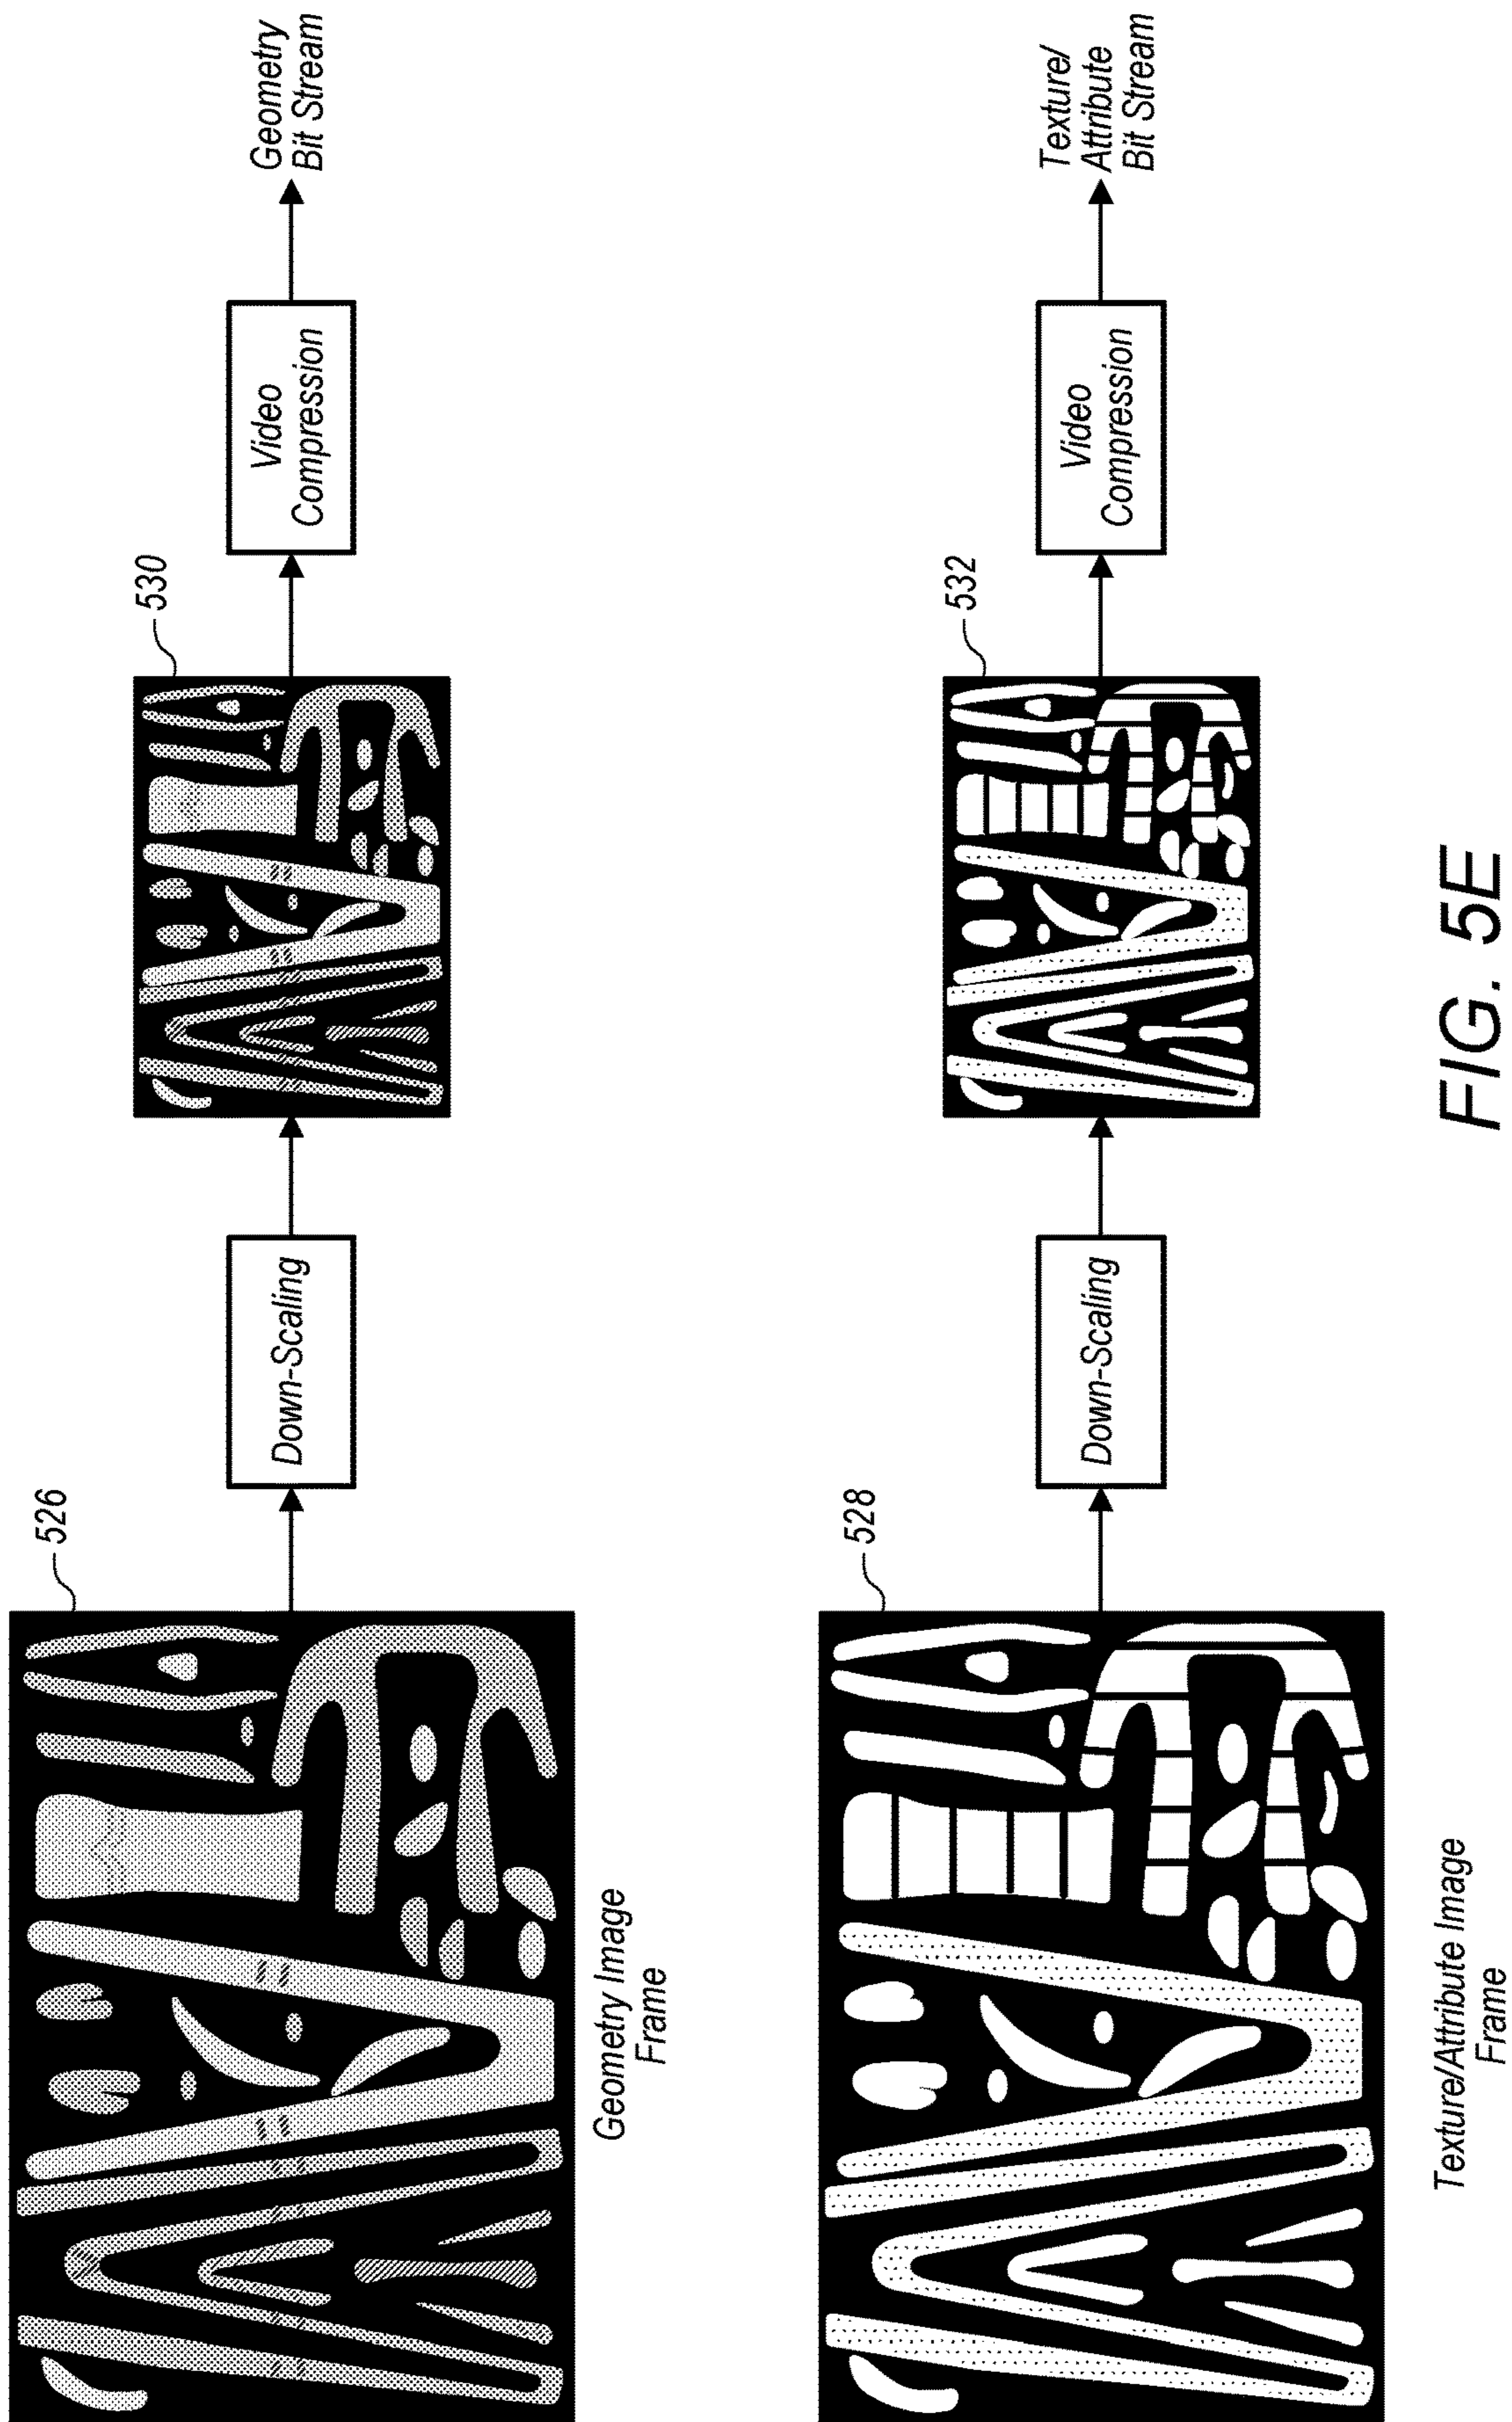 526
Geometry Image
Frame
Down-Scaling
530
Video
Compression
Geometry
Bit Stream
528
Texture/Attribute Image
Frame
Down-Scaling
532
Video
Compression
Texture/
Attribute
Bit Stream
FIG. 5E